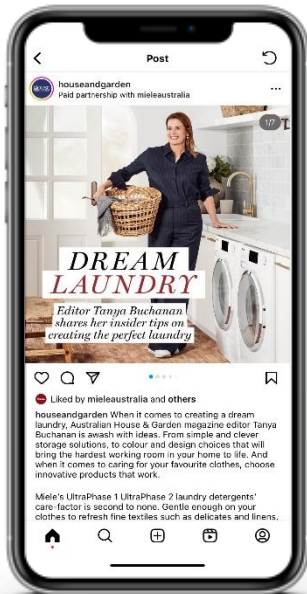 Post
houseandgarden
Paid partnership with mieleaustralia
1/7
DREAM
LAUNDRY
Editor Tanya Buchanan
shares her insider tips on
creating the perfect laundry
Liked by mieleaustralia and others
houseandgarden When it comes to creating a dream
laundry, Australian House & Garden magazine editor Tanya
Buchanan is awash with ideas. From simple and clever
storage solutions, to colour and design choices that will
bring the hardest working room in your home to life. And
when it comes to caring for your favourite clothes, choose
innovative products that work.
Miele's UltraPhase 1 UltraPhase 2 laundry detergents'
care-factor is second to none. Gentle enough on your
clothes to refresh fine textiles such as delicates and linens,